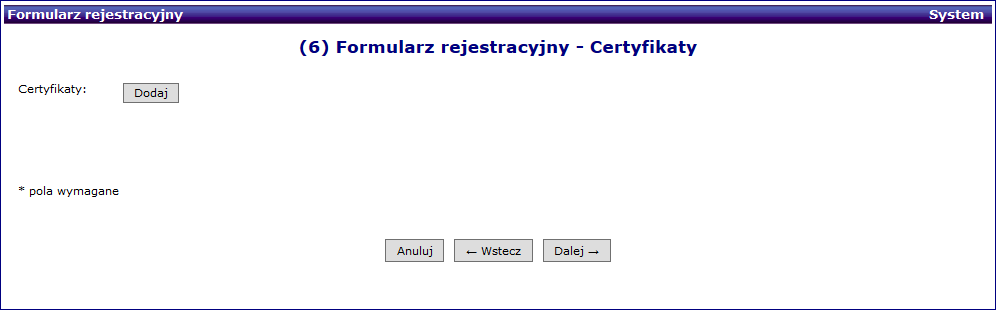 Formularz rejestracyjny System
(6) Formularz rejestracyjny - Certyfikaty
Certyfikaty: Dodaj
* pola wymagane
Anuluj ← Wstecz Dalej →